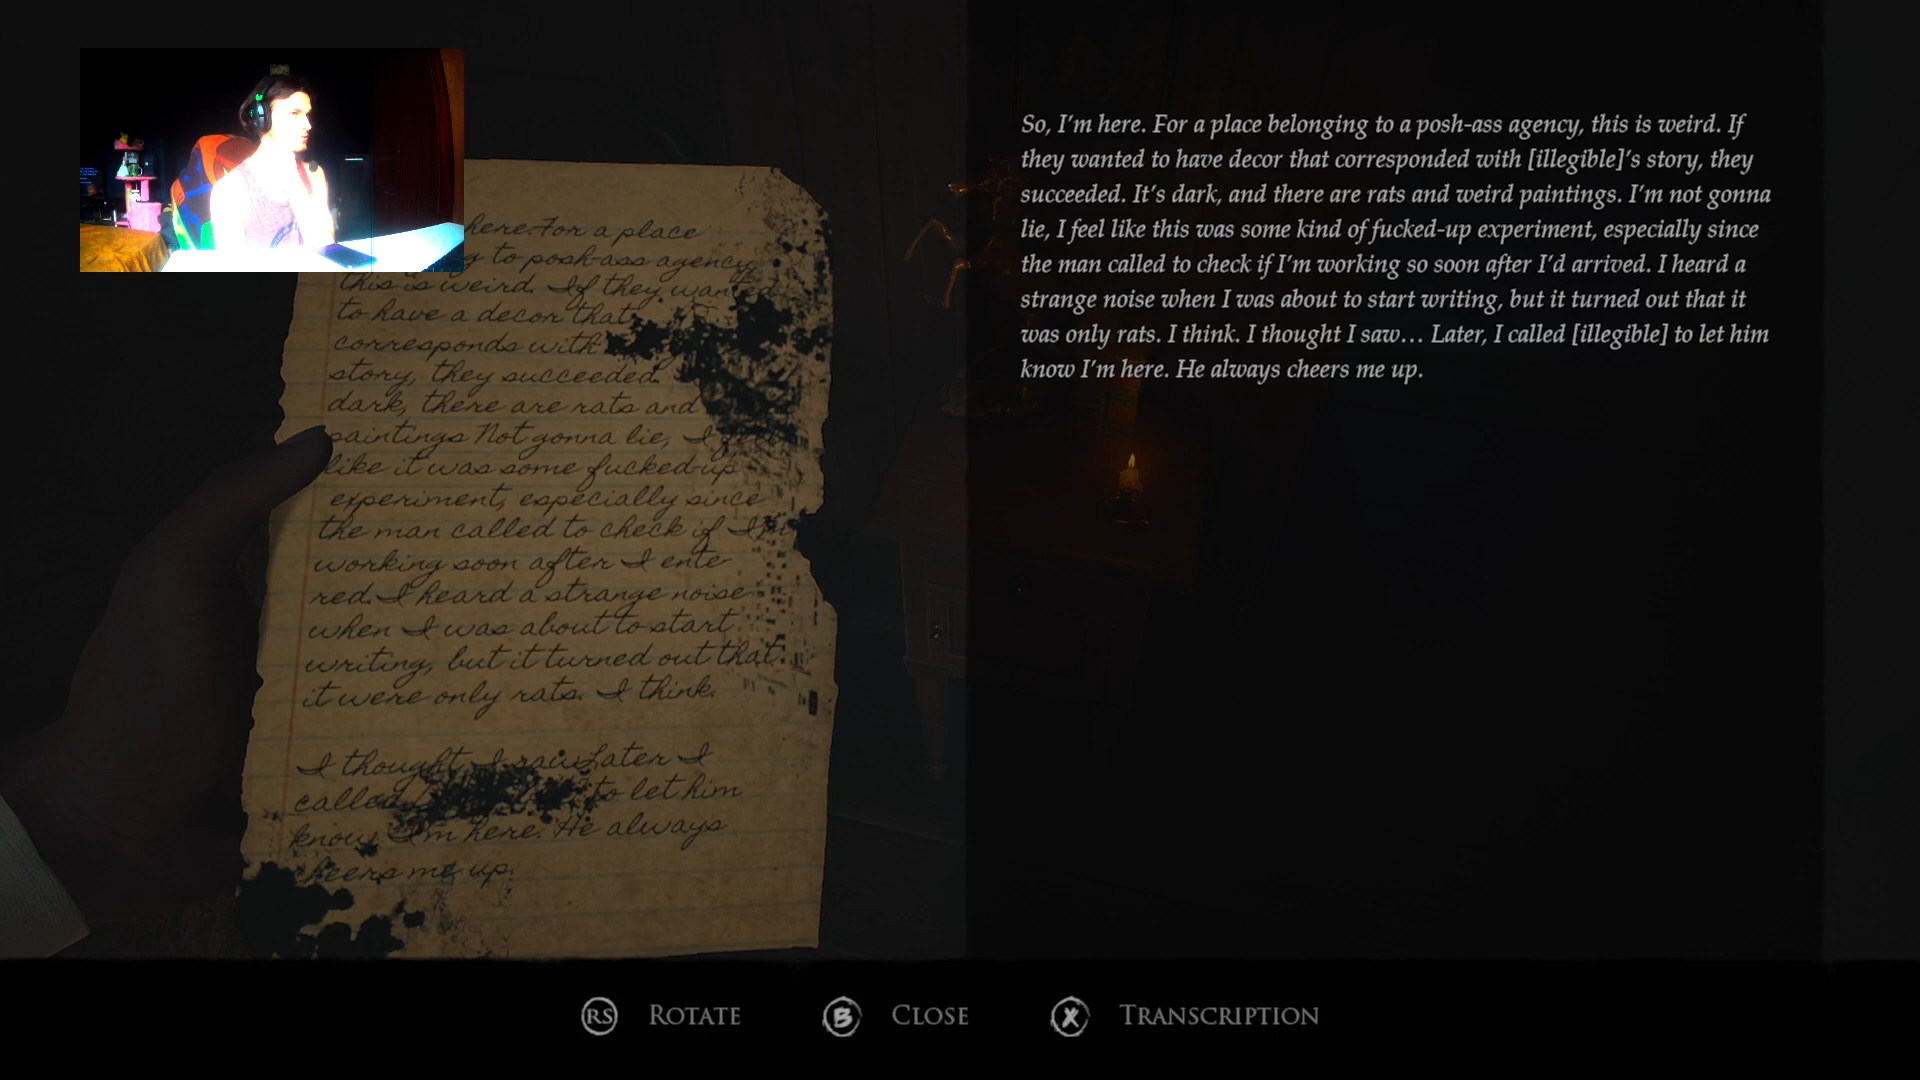 here. For a place
to posh-ass agency
this is weird. If they wanted
to have a decor that
corresponds with
story, they succeeded.
dark, there are rats and
paintings Not gonna lie, I
like it was some fucked-up
experiment, especially since
the man called to check if I'm
working soon after I ente
red. I heard a strange noise
when I was about to start
writing, but it turned out that
it were only rats. I think.
I thought I saw Later I
called to let him
know I'm here. He always
cheers me up.
So, I'm here. For a place belonging to a posh-ass agency, this is weird. If
they wanted to have decor that corresponded with [illegible]'s story, they
succeeded. It's dark, and there are rats and weird paintings. I'm not gonna
lie, I feel like this was some kind of fucked-up experiment, especially since
the man called to check if I'm working so soon after I'd arrived. I heard a
strange noise when I was about to start writing, but it turned out that it
was only rats. I think. I thought I saw… Later, I called [illegible] to let him
know I'm here. He always cheers me up.
RS ROTATE B CLOSE X TRANSCRIPTION